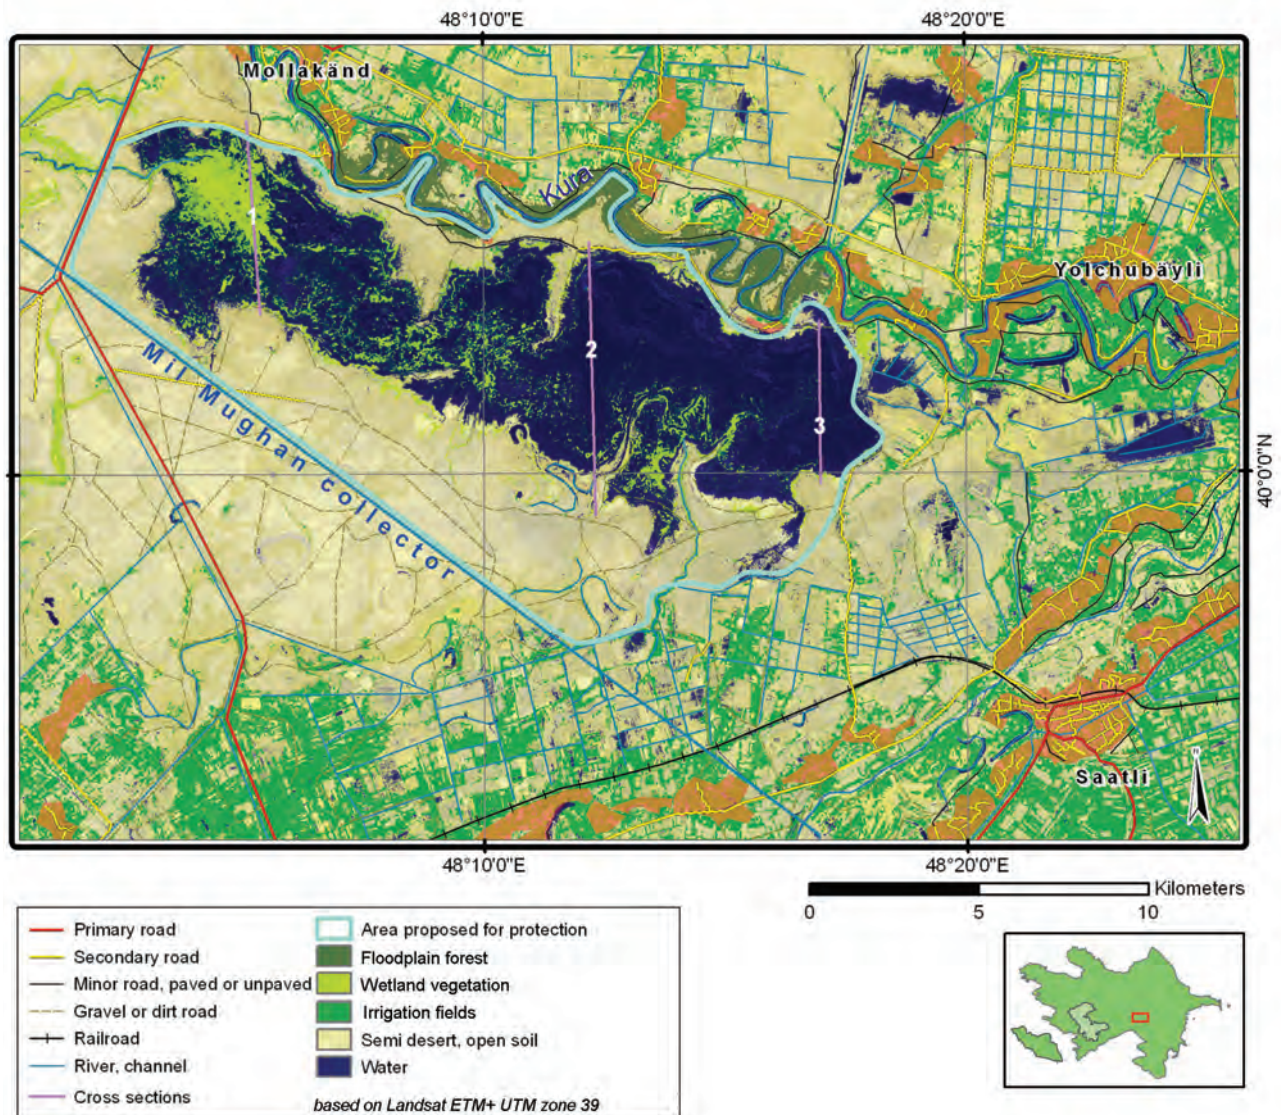 48°10'0"E
48°20'0"E
Mollakänd
Kura
1
Yolchubäyli
2
3
Mil-Mughan collector
40°0'0"N
N
Saatli
48°10'0"E
48°20'0"E
Kilometers
0
5
10
Primary road
Secondary road
Minor road, paved or unpaved
Gravel or dirt road
Railroad
River, channel
Cross sections
Area proposed for protection
Floodplain forest
Wetland vegetation
Irrigation fields
Semi desert, open soil
Water
based on Landsat ETM+ UTM zone 39